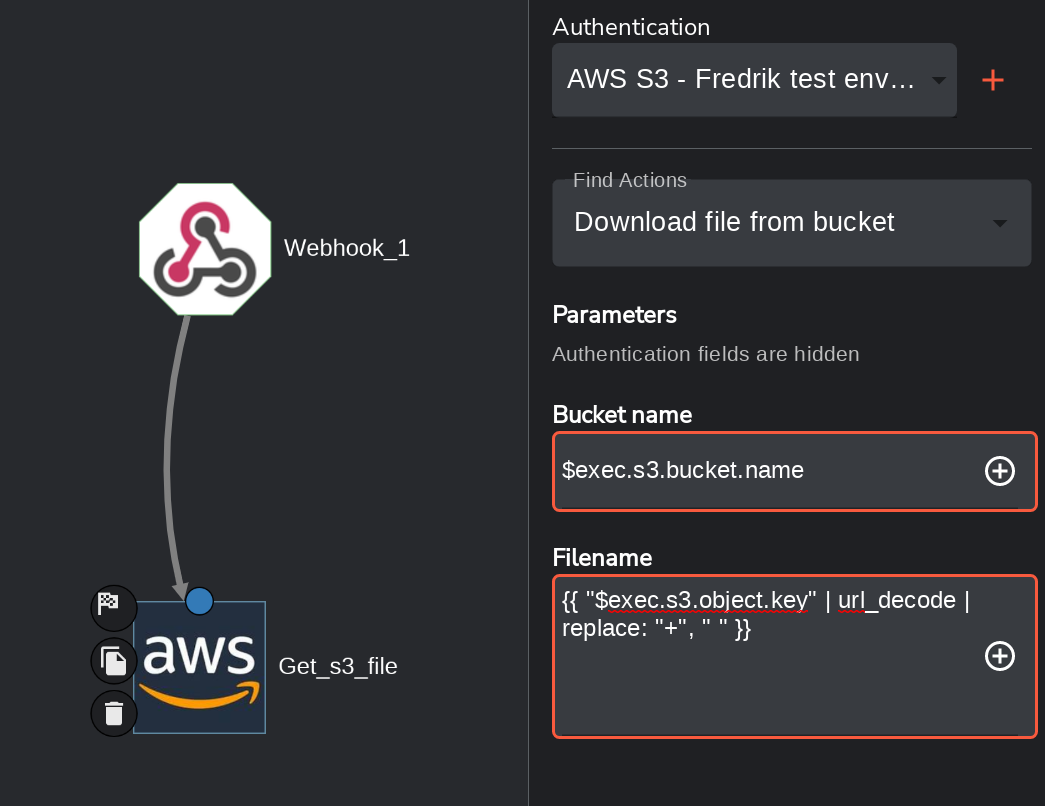 Authentication
AWS S3 - Fredrik test env...
Find Actions
Download file from bucket
Parameters
Authentication fields are hidden
Bucket name
$exec.s3.bucket.name
Filename
{{ "$exec.s3.object.key" | url_decode |
replace: "+", " " }}
Webhook_1
aws
Get_s3_file